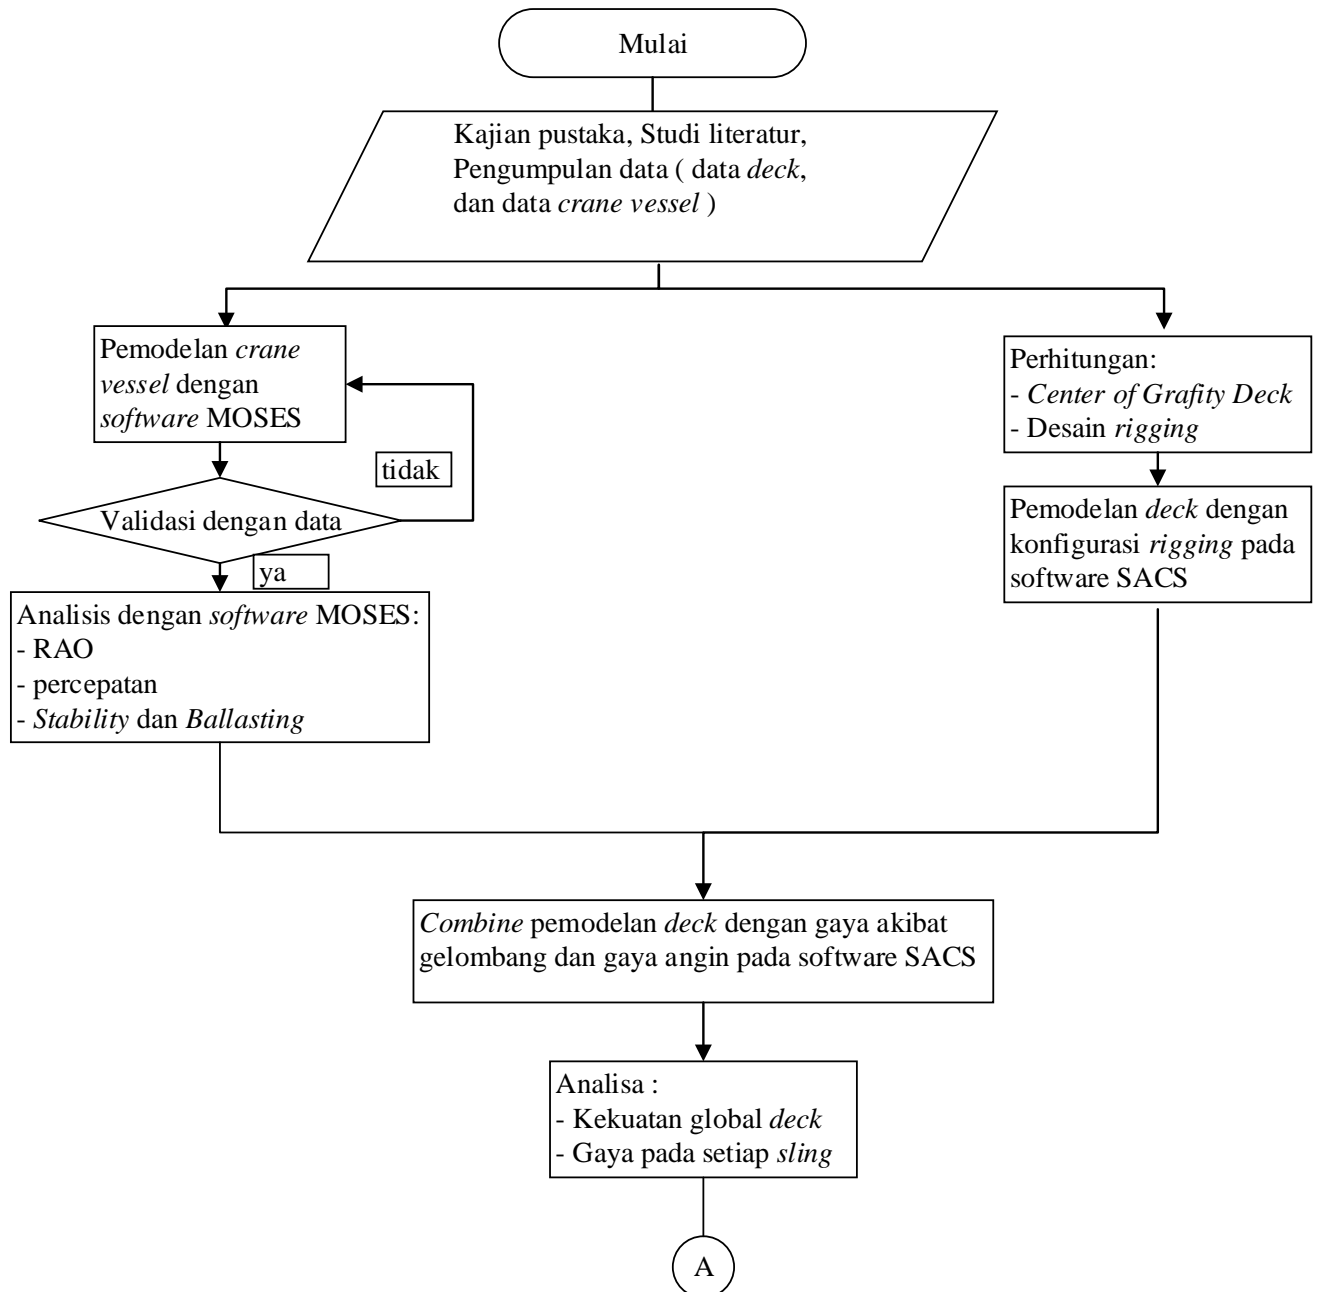 Mulai
Kajian pustaka, Studi literatur,
Pengumpulan data ( data deck,
dan data crane vessel )
Pemodelan crane
vessel dengan
software MOSES
tidak
Validasi dengan data
ya
Analisis dengan software MOSES:
- RAO
- percepatan
- Stability dan Ballasting
Perhitungan:
- Center of Grafity Deck
- Desain rigging
Pemodelan deck dengan
konfigurasi rigging pada
software SACS
Combine pemodelan deck dengan gaya akibat
gelombang dan gaya angin pada software SACS
Analisa :
- Kekuatan global deck
- Gaya pada setiap sling
A